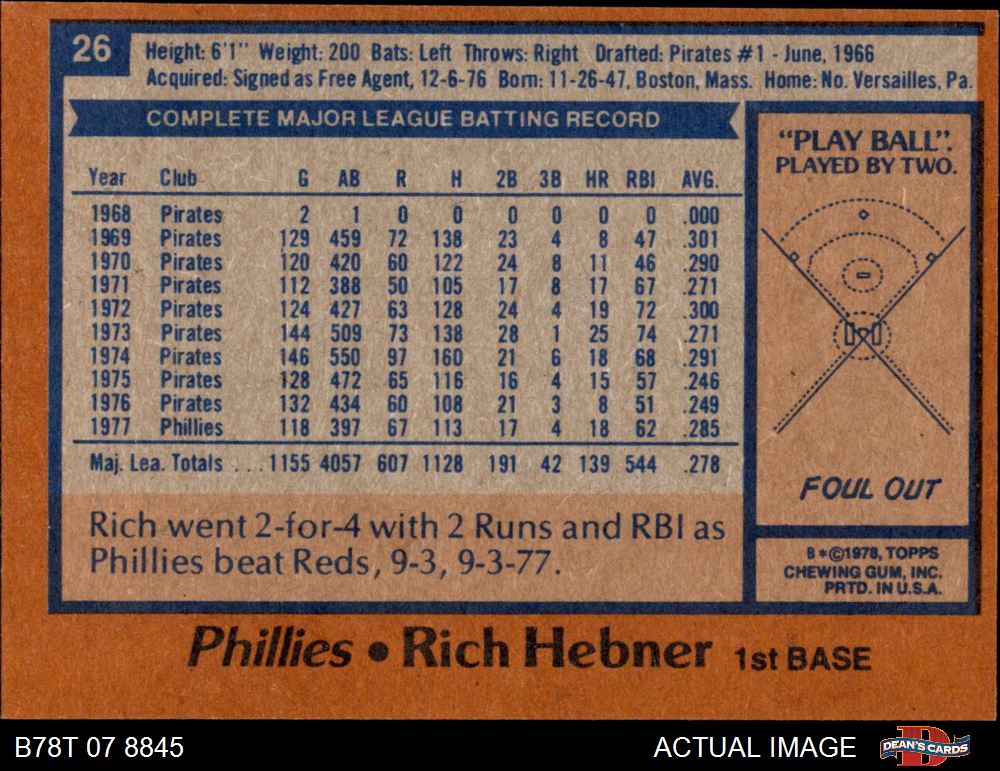 26
Height: 6'1" Weight: 200 Bats: Left Throws: Right Drafted: Pirates #1 - June, 1966
Acquired: Signed as Free Agent, 12-6-76 Born: 11-26-47, Boston, Mass. Home: No. Versailles, Pa.
COMPLETE MAJOR LEAGUE BATTING RECORD
Year Club G AB R H 2B 3B HR RBI AVG.
1968 Pirates 2 1 0 0 0 0 0 0 .000
1969 Pirates 129 459 72 138 23 4 8 47 .301
1970 Pirates 120 420 60 122 24 8 11 46 .290
1971 Pirates 112 388 50 105 17 8 17 67 .271
1972 Pirates 124 427 63 128 24 4 19 72 .300
1973 Pirates 144 509 73 138 28 1 25 74 .271
1974 Pirates 146 550 97 160 21 6 18 68 .291
1975 Pirates 128 472 65 116 16 4 15 57 .246
1976 Pirates 132 434 60 108 21 3 8 51 .249
1977 Phillies 118 397 67 113 17 4 18 62 .285
Maj. Lea. Totals ... 1155 4057 607 1128 191 42 139 544 .278
Rich went 2-for-4 with 2 Runs and RBI as
Phillies beat Reds, 9-3, 9-3-77.
"PLAY BALL":
PLAYED BY TWO.
FOUL OUT
B*©1978, TOPPS
CHEWING GUM, INC.
PRTD. IN U.S.A.
Phillies • Rich Hebner 1st BASE
B78T 07 8845
ACTUAL IMAGE
DEAN'S CARDS